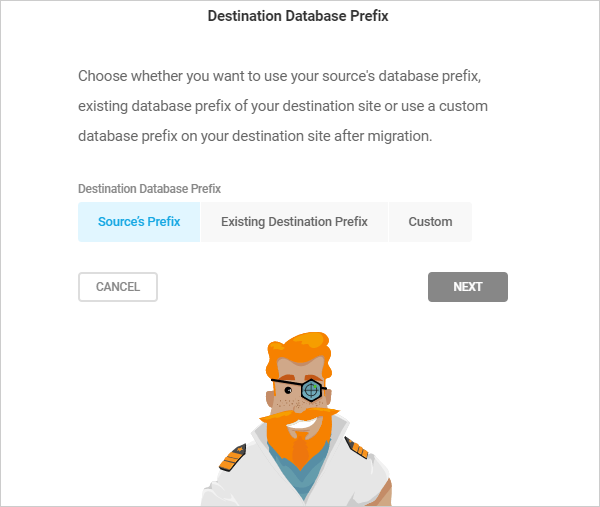 Destination Database Prefix
Choose whether you want to use your source's database prefix,
existing database prefix of your destination site or use a custom
database prefix on your destination site after migration.
Destination Database Prefix
Source's Prefix
Existing Destination Prefix
Custom
CANCEL
NEXT